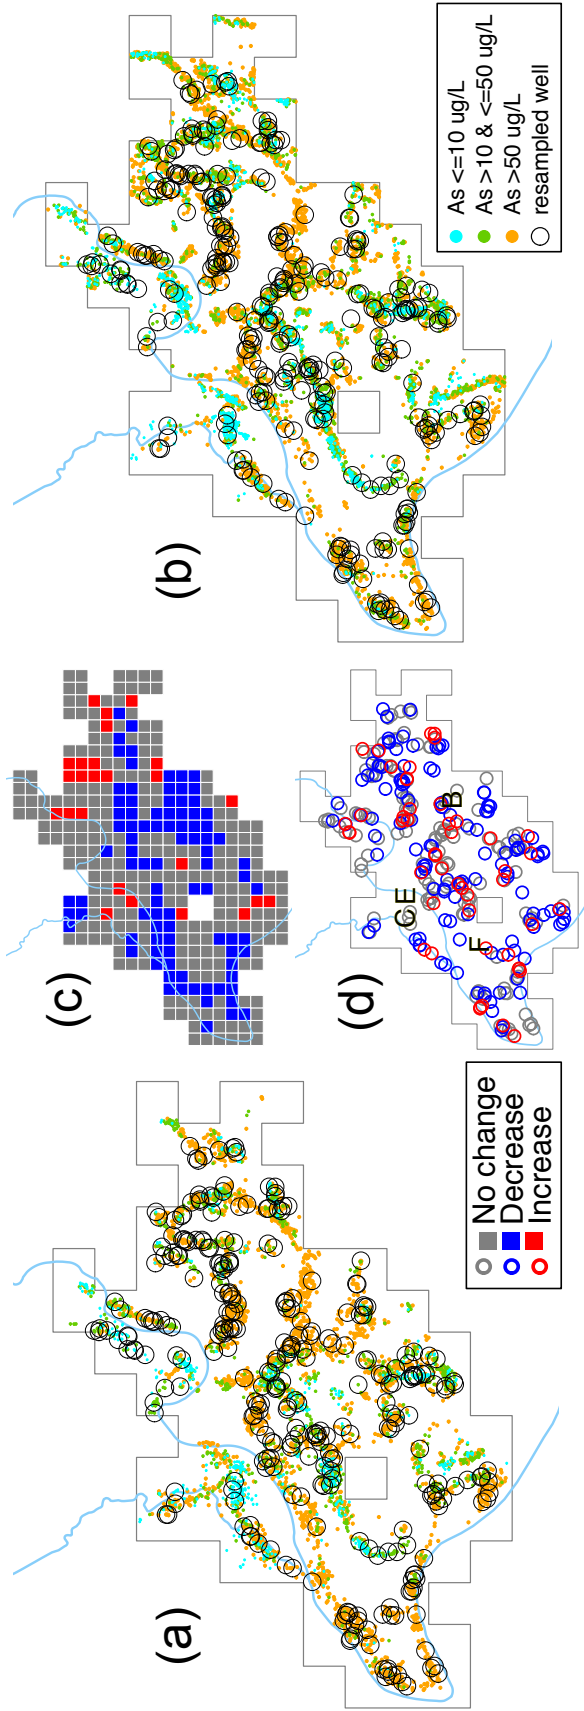 (a)
(c)
(b)
(d)
C E
B
F
No change
Decrease
Increase
As <=10 ug/L
As >10 & <=50 ug/L
As >50 ug/L
resampled well